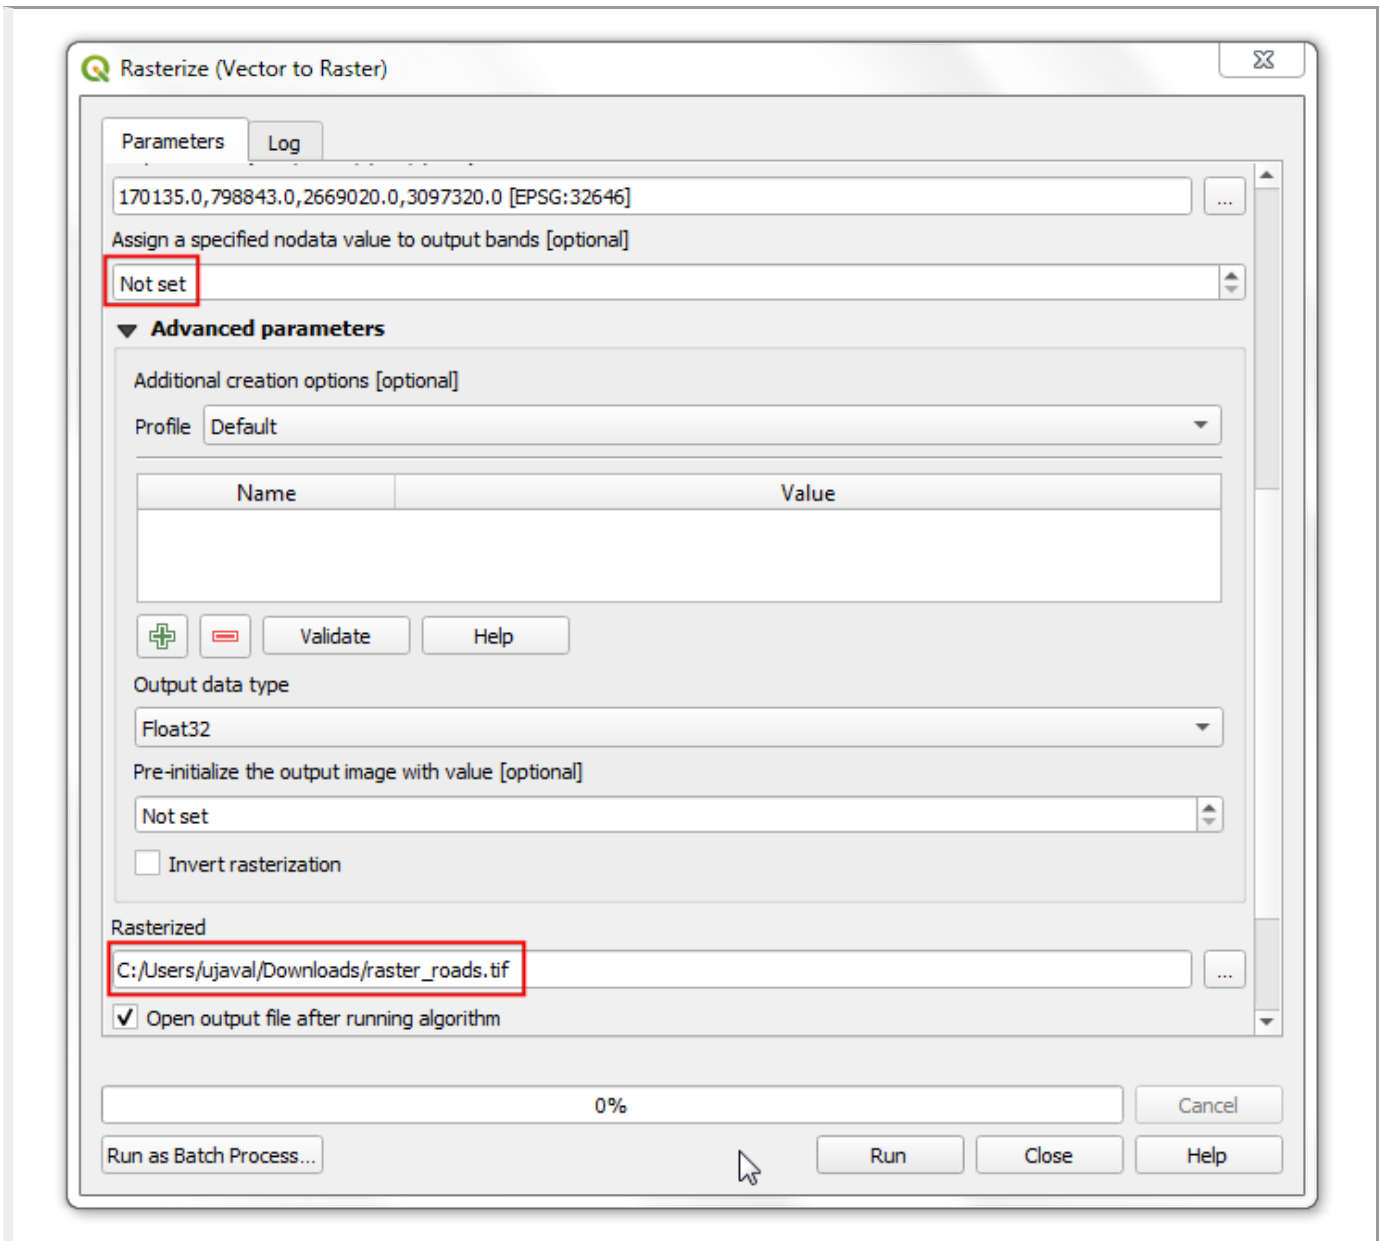 Rasterize (Vector to Raster)
Parameters
Log
170135.0,798843.0,2669020.0,3097320.0 [EPSG:32646]
...
Assign a specified nodata value to output bands [optional]
Not set
Advanced parameters
Additional creation options [optional]
Profile Default
Name Value
Validate Help
Output data type
Float32
Pre-initialize the output image with value [optional]
Not set
Invert rasterization
Rasterized
C:/Users/ujaval/Downloads/raster_roads.tif
...
Open output file after running algorithm
0%
Cancel
Run as Batch Process...
Run
Close
Help